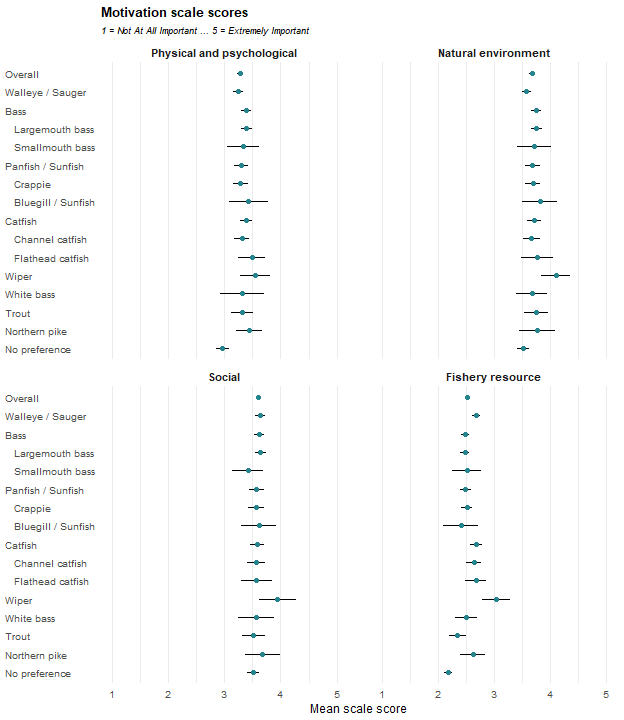 Motivation scale scores
1 = Not At All Important ... 5 = Extremely Important
Physical and psychological
Natural environment
Overall
Walleye / Sauger
Bass
Largemouth bass
Smallmouth bass
Panfish / Sunfish
Crappie
Bluegill / Sunfish
Catfish
Channel catfish
Flathead catfish
Wiper
White bass
Trout
Northern pike
No preference
Social
Fishery resource
Overall
Walleye / Sauger
Bass
Largemouth bass
Smallmouth bass
Panfish / Sunfish
Crappie
Bluegill / Sunfish
Catfish
Channel catfish
Flathead catfish
Wiper
White bass
Trout
Northern pike
No preference
1 2 3 4 5 1 2 3 4 5
Mean scale score